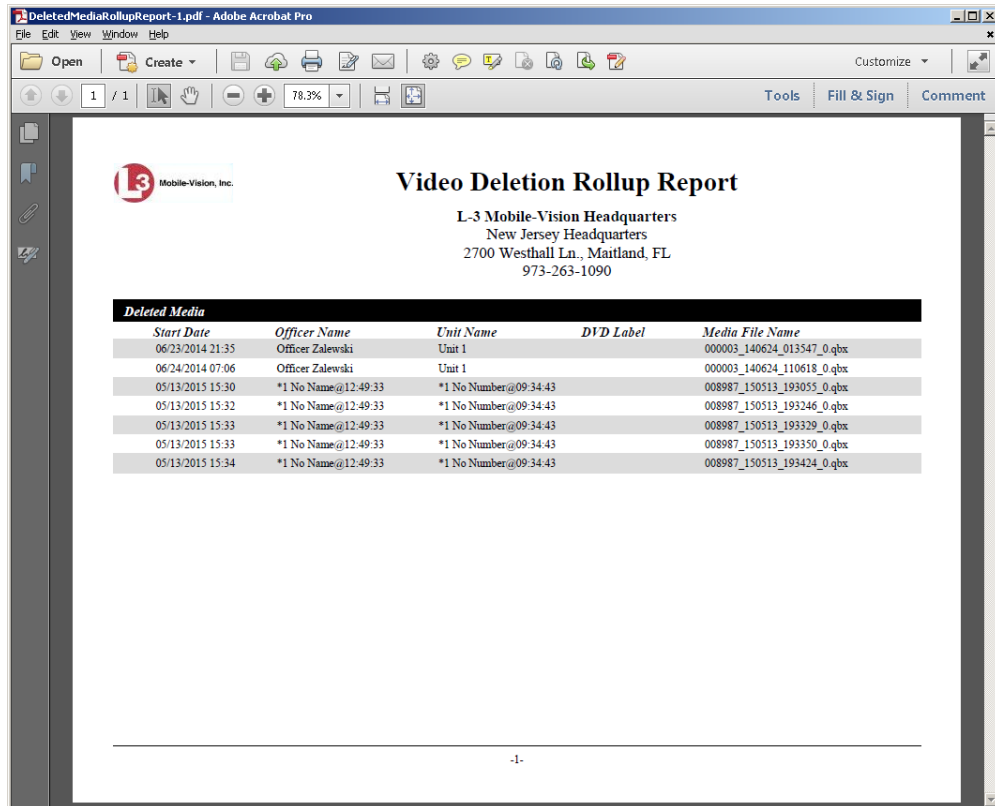 DeletedMediaRollupReport-1.pdf - Adobe Acrobat Pro
File Edit View Window Help
Open Create Customize
1 / 1 78.3% Tools Fill & Sign Comment
L3 Mobile-Vision, Inc.
Video Deletion Rollup Report
L-3 Mobile-Vision Headquarters
New Jersey Headquarters
2700 Westhall Ln., Maitland, FL
973-263-1090
Deleted Media
Start Date Officer Name Unit Name DVD Label Media File Name
06/23/2014 21:35 Officer Zalewski Unit 1 000003_140624_013547_0.qbx
06/24/2014 07:06 Officer Zalewski Unit 1 000003_140624_110618_0.qbx
05/13/2015 15:30 *1 No Name@12:49:33 *1 No Number@09:34:43 008987_150513_193055_0.qbx
05/13/2015 15:32 *1 No Name@12:49:33 *1 No Number@09:34:43 008987_150513_193246_0.qbx
05/13/2015 15:33 *1 No Name@12:49:33 *1 No Number@09:34:43 008987_150513_193329_0.qbx
05/13/2015 15:33 *1 No Name@12:49:33 *1 No Number@09:34:43 008987_150513_193350_0.qbx
05/13/2015 15:34 *1 No Name@12:49:33 *1 No Number@09:34:43 008987_150513_193424_0.qbx
-1-